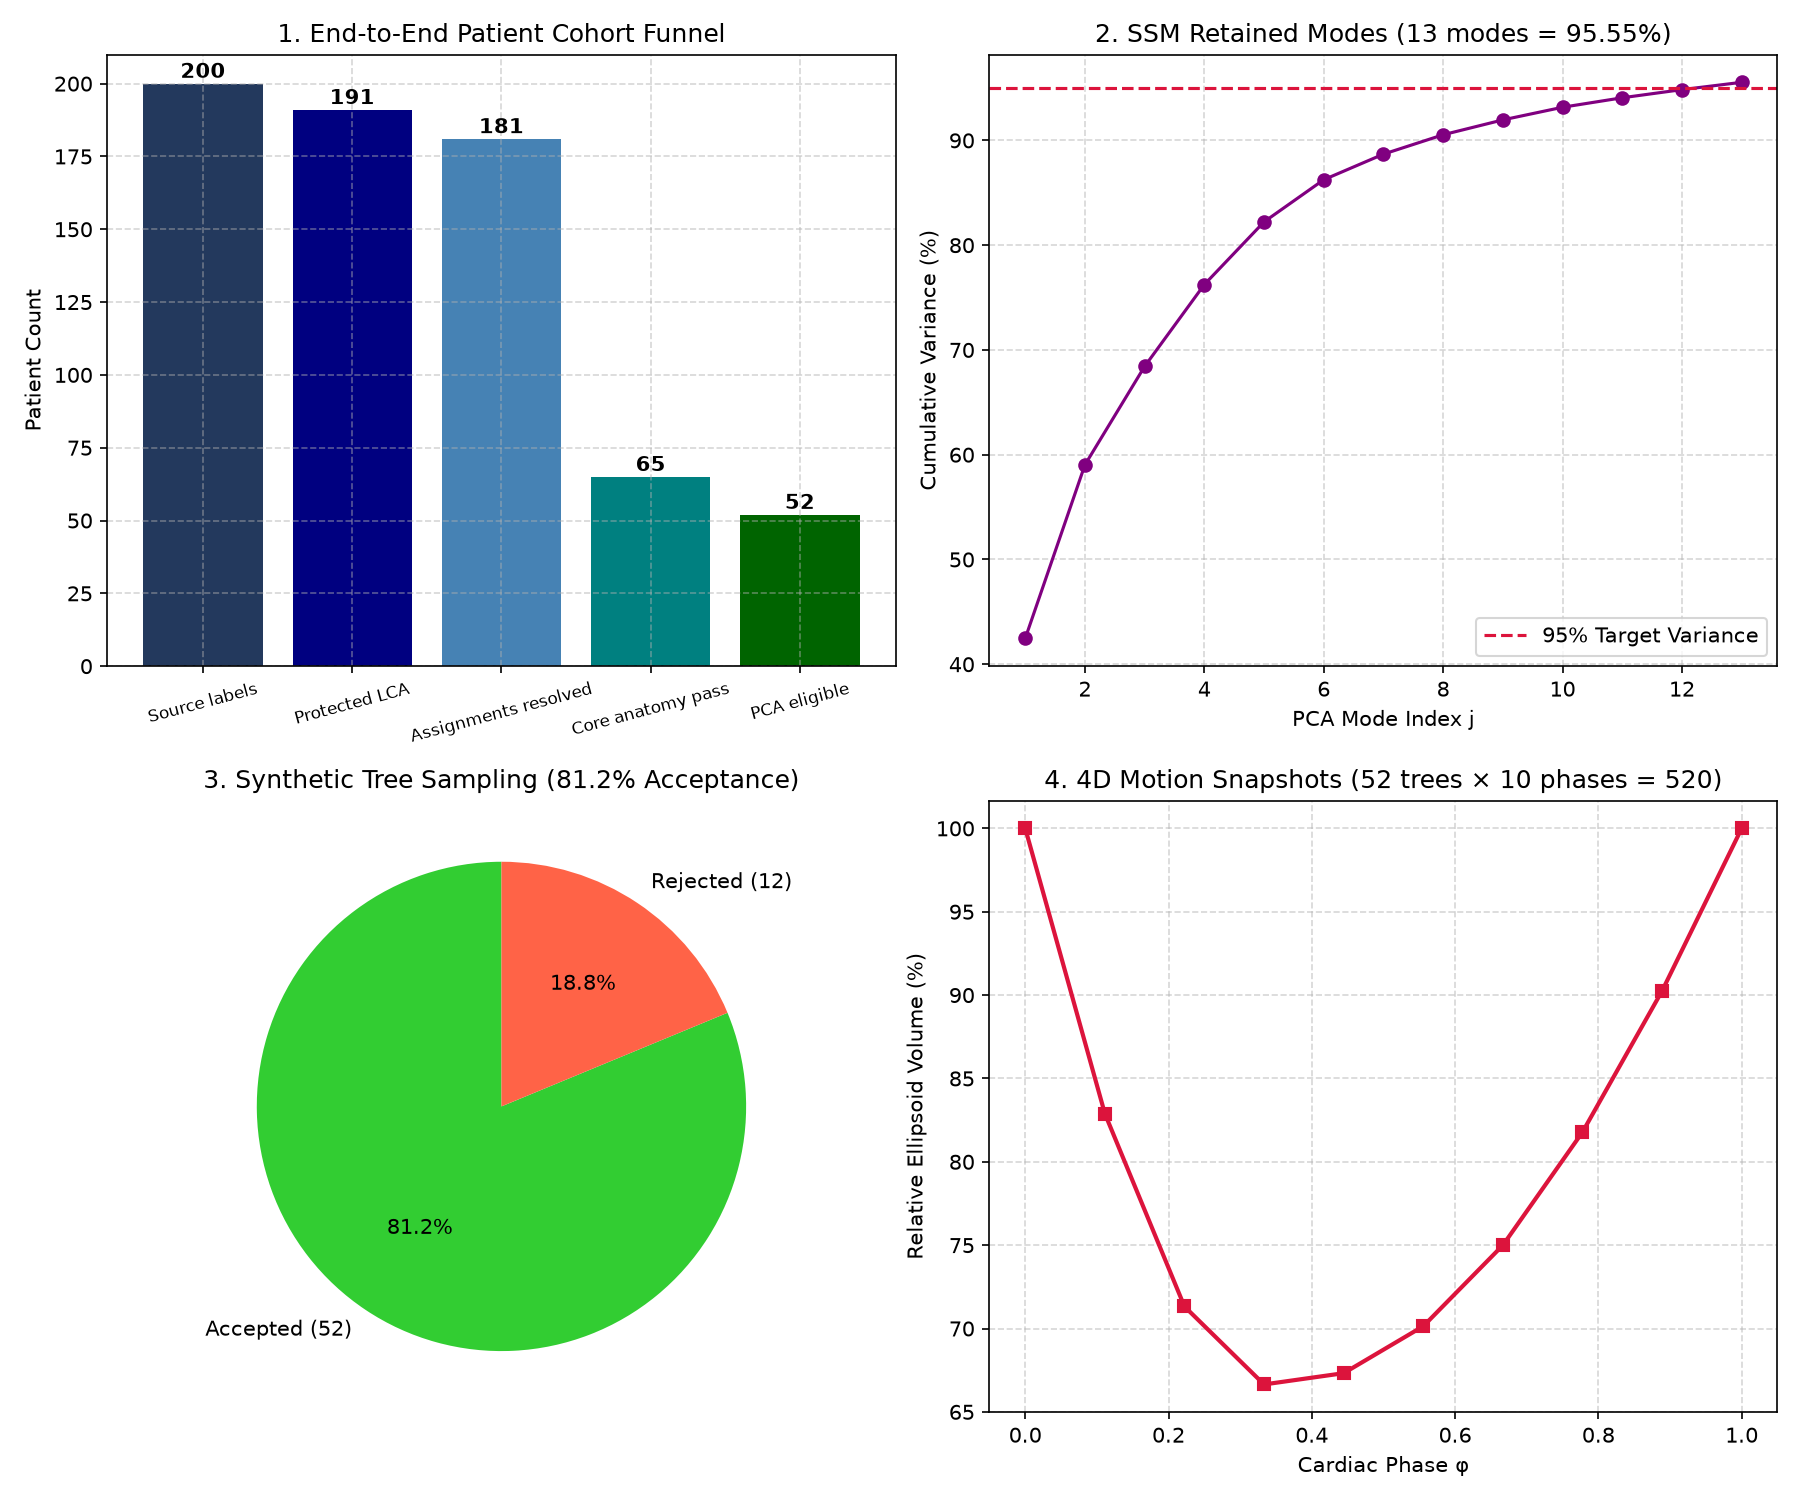 1. End-to-End Patient Cohort Funnel
Patient Count
200
175
150
125
100
75
50
25
0
200
191
181
65
52
Source labels
Protected LCA
Assignments resolved
Core anatomy pass
PCA eligible
2. SSM Retained Modes (13 modes = 95.55%)
Cumulative Variance (%)
90
80
70
60
50
40
95% Target Variance
2 4 6 8 10 12
PCA Mode Index j
3. Synthetic Tree Sampling (81.2% Acceptance)
Rejected (12)
18.8%
81.2%
Accepted (52)
4. 4D Motion Snapshots (52 trees × 10 phases = 520)
Relative Ellipsoid Volume (%)
100
95
90
85
80
75
70
65
0.0 0.2 0.4 0.6 0.8 1.0
Cardiac Phase φ